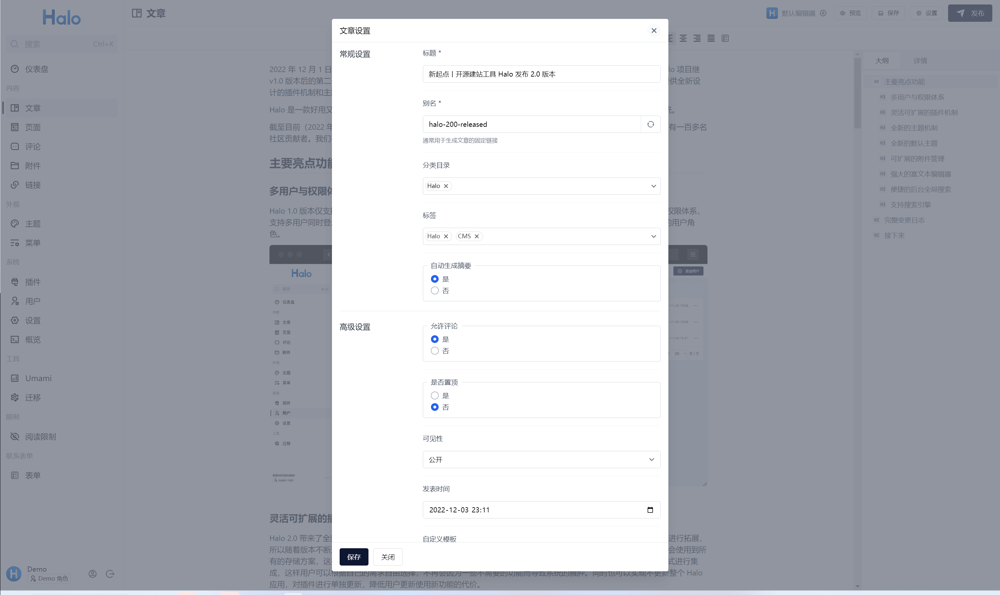 Halo
搜索 Ctrl+K
仪表盘
内容
文章
页面
评论
附件
链接
外观
主题
菜单
系统
插件
用户
设置
概览
工具
Umami
迁移
限制
阅读限制
联系表单
表单
Demo
Demo 角色
文章
默认编辑器
预览
保存
设置
发布
2022 年 12 月 1 日
lo 项目继
v1.0 版本后的第二
供全新设
计的插件机制和主
Halo 是一款好用又
截至目前（2022 年
有一百多名
社区贡献者。我们
主要亮点功能
多用户与权限体
Halo 1.0 版本仅支持
权限体系，
支持多用户同时登
的用户角
色。
Halo
搜索 ⌘+K
仪表盘
内容
文章
页面
评论
附件
外观
主题
菜单
系统
插件
用户
设置
工具
迁移
Administrator
super-role
添加用户
-11-28 18:08
-11-28 18:08
-11-29 10:41
20 条 / 页
灵活可扩展的插
Halo 2.0 带来了全
进行拓展，
所以随着版本不断
会使用到所
有的存储方案，这
式进行集
成，这样用户可以根据自己的需求自由选择，不再会因为一些不需要的功能而导致系统的臃肿。同时也可以实现不更新整个 Halo
应用，对插件进行单独更新，降低用户更新使用新功能的代价。
文章设置
常规设置
标题 *
新起点丨开源建站工具 Halo 发布 2.0 版本
别名 *
halo-200-released
通常用于生成文章的固定链接
分类目录
Halo
标签
Halo CMS
自动生成摘要
是
否
高级设置
允许评论
是
否
是否置顶
是
否
可见性
公开
发表时间
2022-12-03 23:11
自定义模板
保存 关闭
大纲 详情
H2 主要亮点功能
H3 多用户与权限体系
H3 灵活可扩展的插件机制
H3 全新的主题机制
H3 全新的默认主题
H3 可扩展的附件管理
H3 强大的富文本编辑器
H3 便捷的后台全局搜索
H3 支持搜索引擎
H2 完整变更日志
H2 接下来